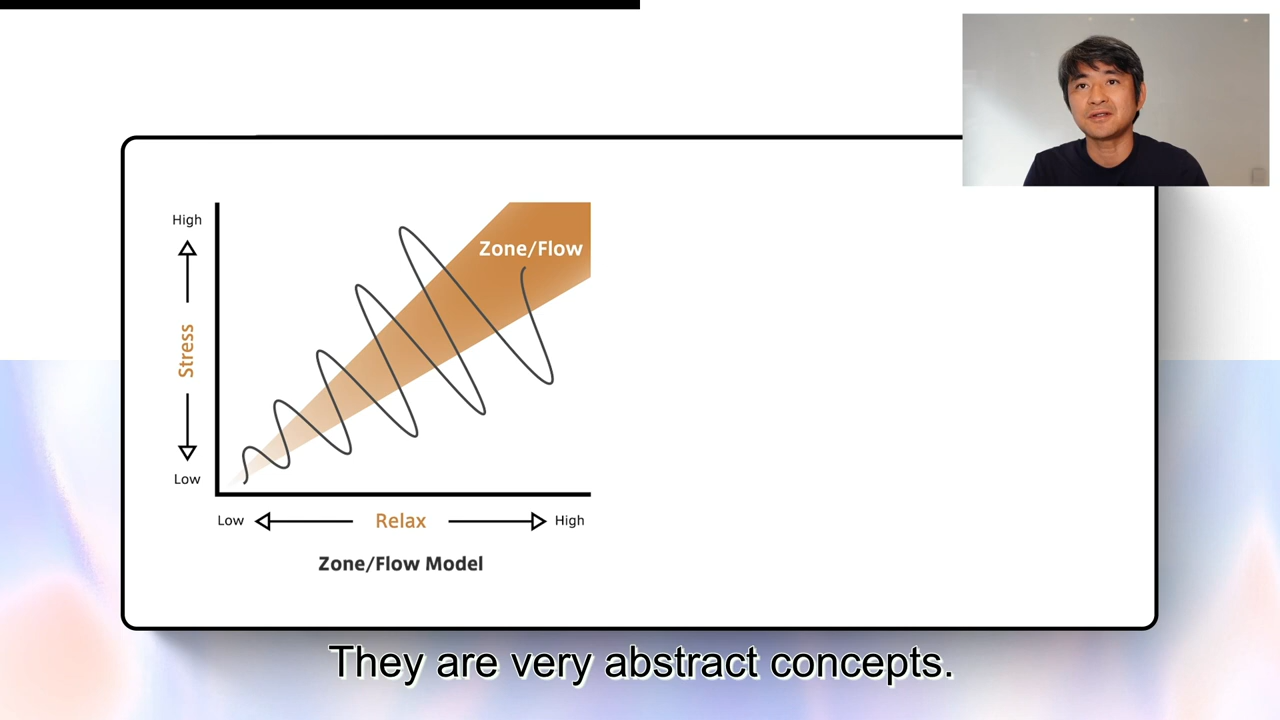 High
Zone/Flow
Stress
Low
Low
Relax
High
Zone/Flow Model
They are very abstract concepts.